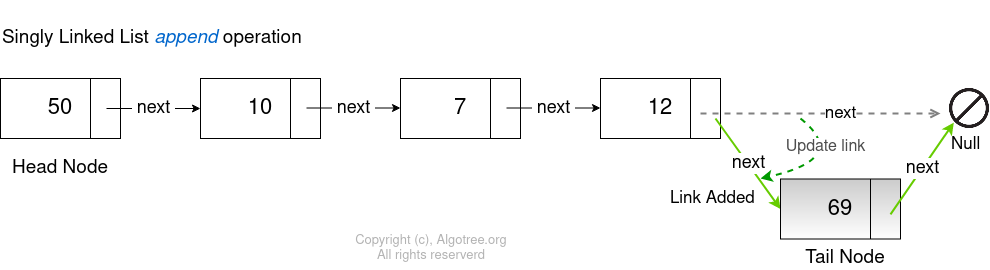 Singly Linked List append operation
50 next 10 next 7 next 12 next
Null
Update link
next
next
Head Node
Link Added
69
Copyright (c), Algotree.org
All rights reserverd
Tail Node